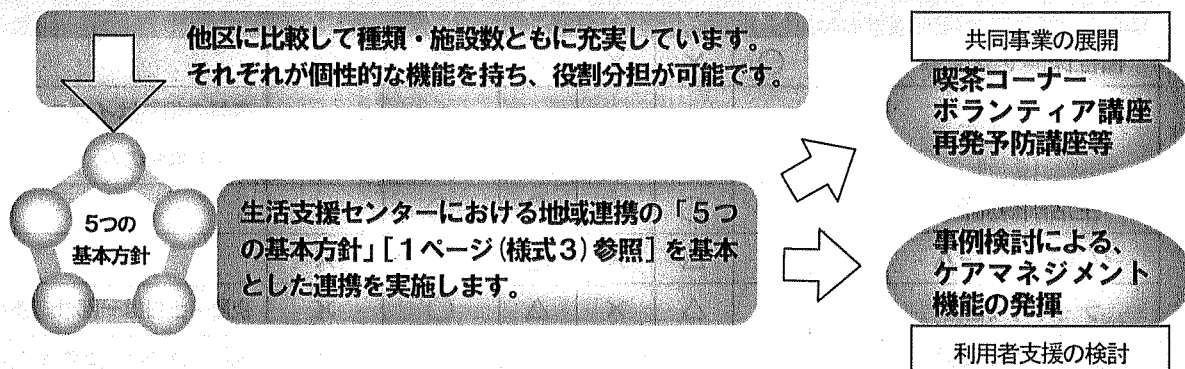 他区に比較して種類・施設数ともに充実しています。
それぞれが個性的な機能を持ち、役割分担が可能です。
5つの
基本方針
生活支援センターにおける地域連携の「5つ
の基本方針」[1ページ(様式3)参照]を基本
とした連携を実施します。
共同事業の展開
喫茶コーナー
ボランティア講座
再発予防講座等
事例検討による、
ケアマネジメント
機能の発揮
利用者支援の検討